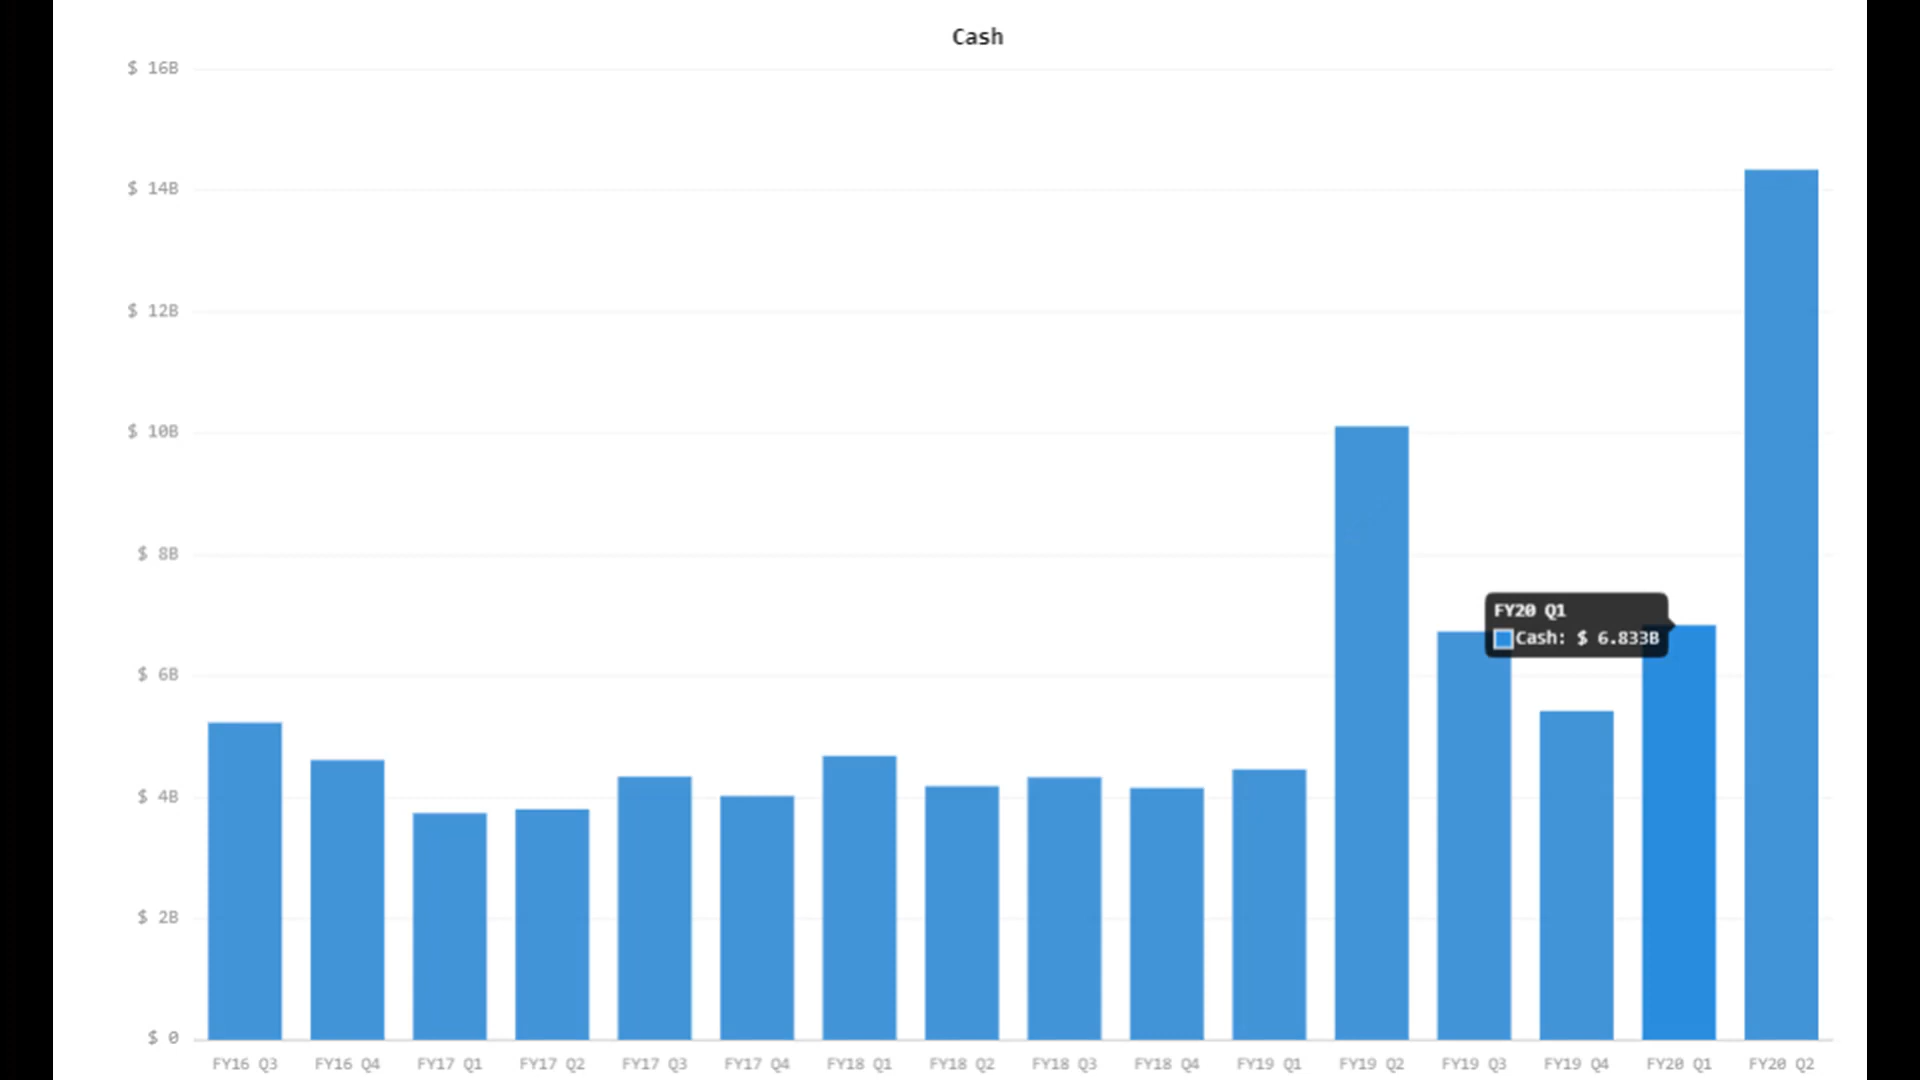 Cash
$ 16B
$ 14B
$ 12B
$ 10B
$ 8B
$ 6B
$ 4B
$ 2B
$ 0
FY20 Q1
Cash: $ 6.833B
FY16 Q3 FY16 Q4 FY17 Q1 FY17 Q2 FY17 Q3 FY17 Q4 FY18 Q1 FY18 Q2 FY18 Q3 FY18 Q4 FY19 Q1 FY19 Q2 FY19 Q3 FY19 Q4 FY20 Q1 FY20 Q2